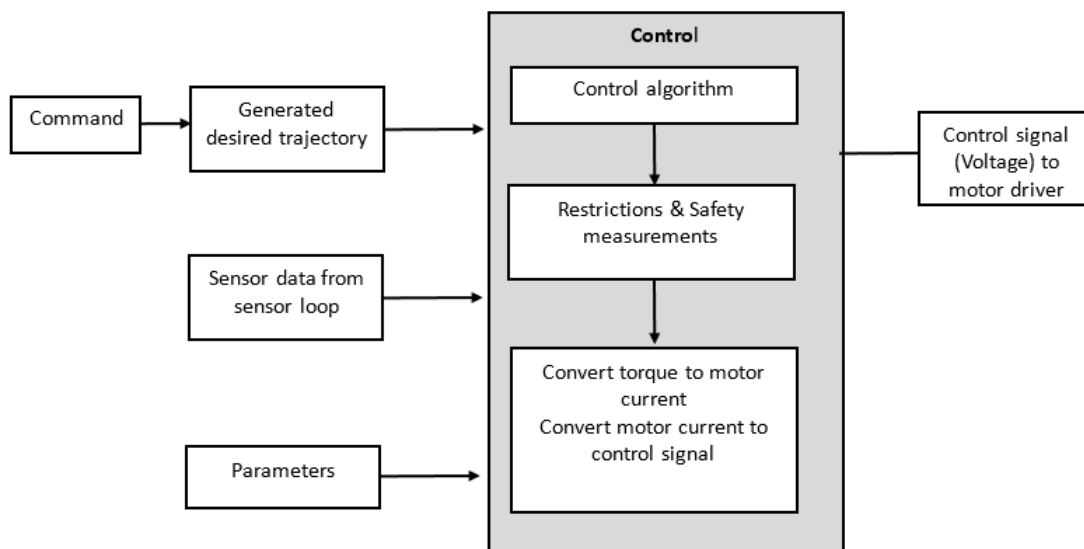 Control
Command
Generated
desired trajectory
Control algorithm
Control signal
(Voltage) to
motor driver
Restrictions & Safety
measurements
Sensor data from
sensor loop
Convert torque to motor
current
Convert motor current to
control signal
Parameters